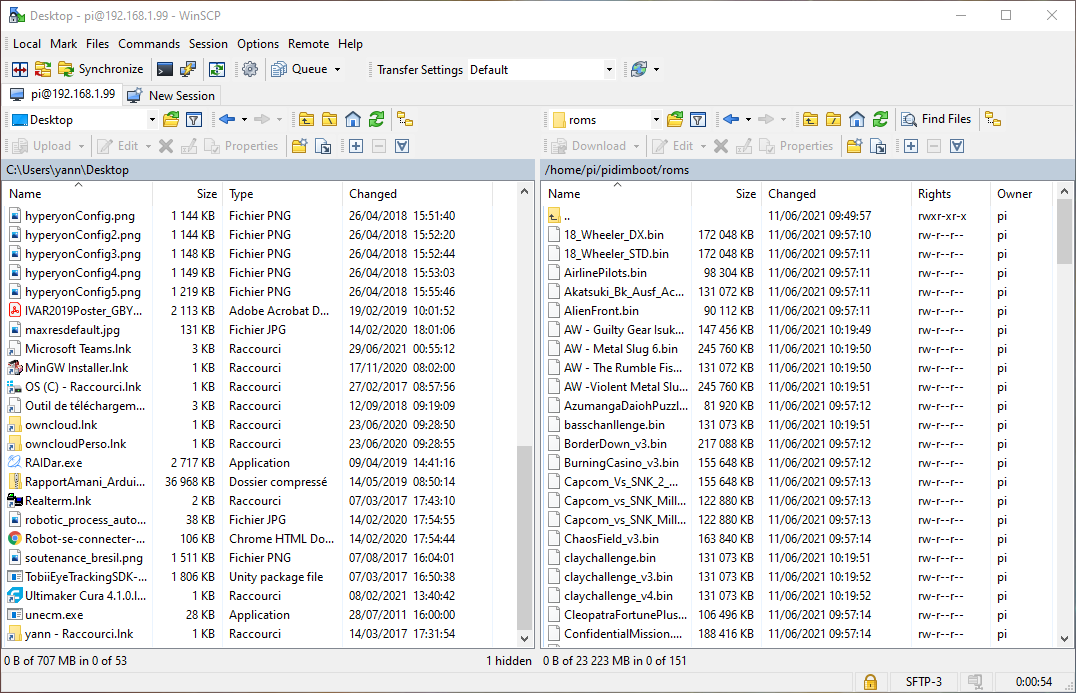 Desktop - pi@192.168.1.99 - WinSCP
Local Mark Files Commands Session Options Remote Help
Synchronize Queue Transfer Settings Default
pi@192.168.1.99 New Session
Desktop roms Find Files
Upload Edit Properties Download Edit Properties
C:\Users\yann\Desktop
Name Size Type Changed
hyperyonConfig.png 1 144 KB Fichier PNG 26/04/2018 15:51:40
hyperyonConfig2.png 1 144 KB Fichier PNG 26/04/2018 15:52:20
hyperyonConfig3.png 1 148 KB Fichier PNG 26/04/2018 15:52:44
hyperyonConfig4.png 1 149 KB Fichier PNG 26/04/2018 15:53:03
hyperyonConfig5.png 1 219 KB Fichier PNG 26/04/2018 15:55:46
IVAR2019Poster_GBY... 2 113 KB Adobe Acrobat D... 19/02/2019 10:01:52
maxresdefault.jpg 131 KB Fichier JPG 14/02/2020 18:01:06
Microsoft Teams.lnk 3 KB Raccourci 29/06/2021 00:55:12
MinGW Installer.lnk 1 KB Raccourci 17/11/2020 08:02:00
OS (C) - Raccourci.lnk 1 KB Raccourci 27/02/2017 08:57:56
Outil de téléchargem... 3 KB Raccourci 12/09/2018 09:19:09
owncloud.lnk 1 KB Raccourci 23/06/2020 09:28:50
owncloudPerso.lnk 1 KB Raccourci 23/06/2020 09:28:55
RAIDar.exe 2 717 KB Application 09/04/2019 14:41:16
RapportAmani_Ardui... 36 968 KB Dossier compressé 14/05/2019 08:50:14
Realterm.lnk 2 KB Raccourci 07/03/2017 17:43:10
robotic_process_auto... 38 KB Fichier JPG 14/02/2020 17:54:55
Robot-se-connecter-... 106 KB Chrome HTML Do... 14/02/2020 17:54:44
soutenance_bresil.png 1 511 KB Fichier PNG 07/08/2017 16:04:01
TobiiEyeTrackingSDK-... 1 806 KB Unity package file 07/03/2017 16:50:38
Ultimaker Cura 4.1.0.l... 1 KB Raccourci 08/02/2021 13:40:42
unecm.exe 28 KB Application 28/07/2011 16:00:00
yann - Raccourci.lnk 1 KB Raccourci 14/03/2017 17:31:54
0 B of 707 MB in 0 of 53 1 hidden
/home/pi/pidimboot/roms
Name Size Changed Rights Owner
.. 11/06/2021 09:49:57 rwxr-xr-x pi
18_Wheeler_DX.bin 172 048 KB 11/06/2021 09:57:10 rw-r--r-- pi
18_Wheeler_STD.bin 172 048 KB 11/06/2021 09:57:11 rw-r--r-- pi
AirlinePilots.bin 98 304 KB 11/06/2021 09:57:11 rw-r--r-- pi
Akatsuki_Bk_Ausf_Ac... 131 072 KB 11/06/2021 09:57:11 rw-r--r-- pi
AlienFront.bin 90 112 KB 11/06/2021 09:57:11 rw-r--r-- pi
AW - Guilty Gear Isuk... 147 456 KB 11/06/2021 10:19:49 rw-r--r-- pi
AW - Metal Slug 6.bin 245 760 KB 11/06/2021 10:19:50 rw-r--r-- pi
AW - The Rumble Fis... 131 072 KB 11/06/2021 10:19:50 rw-r--r-- pi
AW -Violent Metal Slu... 245 760 KB 11/06/2021 10:19:51 rw-r--r-- pi
AzumangaDaiohPuzzl... 81 920 KB 11/06/2021 09:57:12 rw-r--r-- pi
basschanllenge.bin 131 073 KB 11/06/2021 10:19:51 rw-r--r-- pi
BorderDown_v3.bin 217 088 KB 11/06/2021 09:57:12 rw-r--r-- pi
BurningCasino_v3.bin 155 648 KB 11/06/2021 09:57:12 rw-r--r-- pi
Capcom_Vs_SNK_2_... 155 648 KB 11/06/2021 09:57:13 rw-r--r-- pi
Capcom_vs_SNK_Mill... 122 880 KB 11/06/2021 09:57:13 rw-r--r-- pi
Capcom_vs_SNK_Mill... 122 880 KB 11/06/2021 09:57:13 rw-r--r-- pi
ChaosField_v3.bin 163 840 KB 11/06/2021 09:57:14 rw-r--r-- pi
claychallenge.bin 131 073 KB 11/06/2021 10:19:51 rw-r--r-- pi
claychallenge_v3.bin 131 073 KB 11/06/2021 10:19:52 rw-r--r-- pi
claychallenge_v4.bin 131 073 KB 11/06/2021 10:19:52 rw-r--r-- pi
CleopatraFortunePlus... 106 496 KB 11/06/2021 09:57:14 rw-r--r-- pi
ConfidentialMission.... 188 416 KB 11/06/2021 09:57:14 rw-r--r-- pi
0 B of 23 223 MB in 0 of 151
SFTP-3 0:00:54